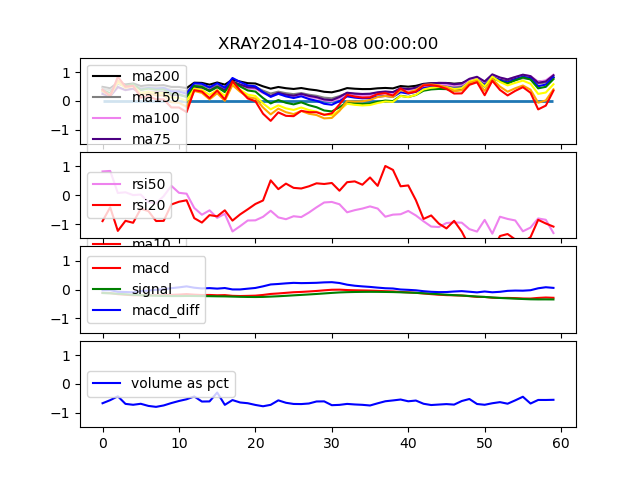 XRAY2014-10-08 00:00:00
1
0
−1
ma200
ma150
ma100
ma75
1
0
−1
rsi50
rsi20
ma10
1
0
−1
macd
signal
macd_diff
1
0
−1
volume as pct
0 10 20 30 40 50 60